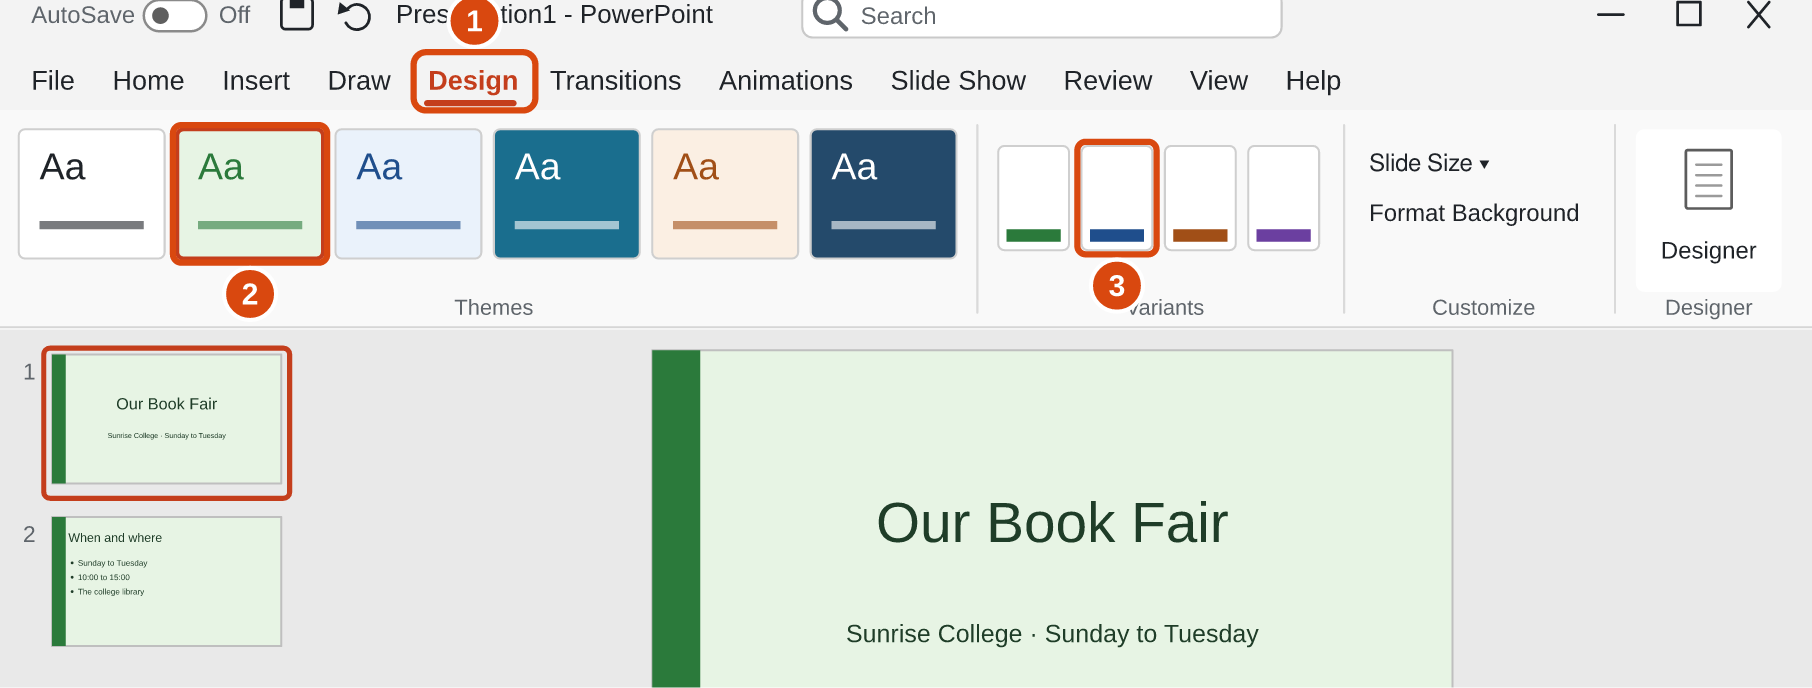 AutoSave Off Pres tion1 - PowerPoint Search
1
File Home Insert Draw Design Transitions Animations Slide Show Review View Help
Aa Aa Aa Aa Aa Aa
Slide Size ▾
Format Background
Designer
2
3
Themes
ariants
Customize
Designer
1
Our Book Fair
Sunrise College · Sunday to Tuesday
2
When and where
• Sunday to Tuesday
• 10:00 to 15:00
• The college library
Our Book Fair
Sunrise College · Sunday to Tuesday